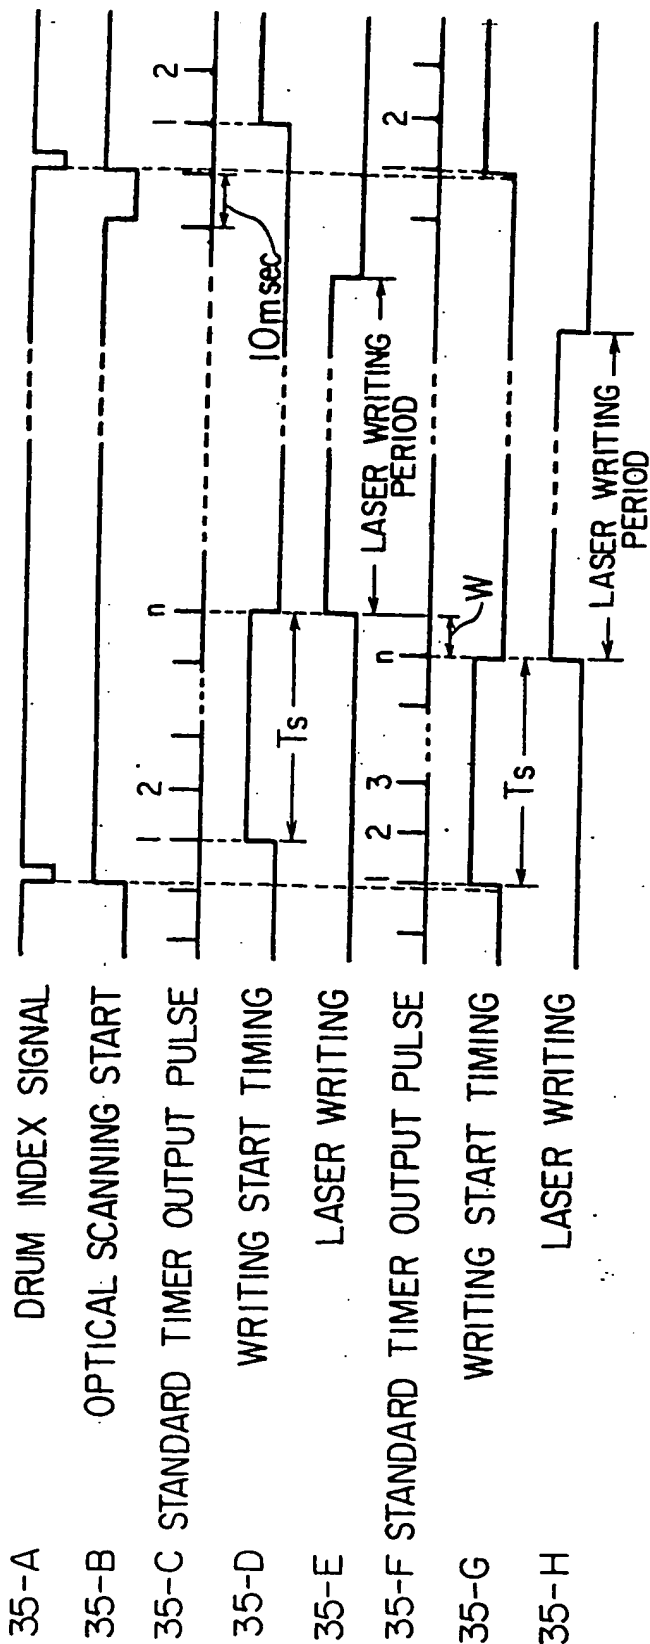 35-A DRUM INDEX SIGNAL
35-B OPTICAL SCANNING START
35-C STANDARD TIMER OUTPUT PULSE 1 2 n 1 2
10msec
35-D WRITING START TIMING
Ts
35-E LASER WRITING
LASER WRITING
PERIOD
35-F STANDARD TIMER OUTPUT PULSE 1 2 3 n 1 2
W
35-G WRITING START TIMING
Ts
35-H LASER WRITING
LASER WRITING
PERIOD